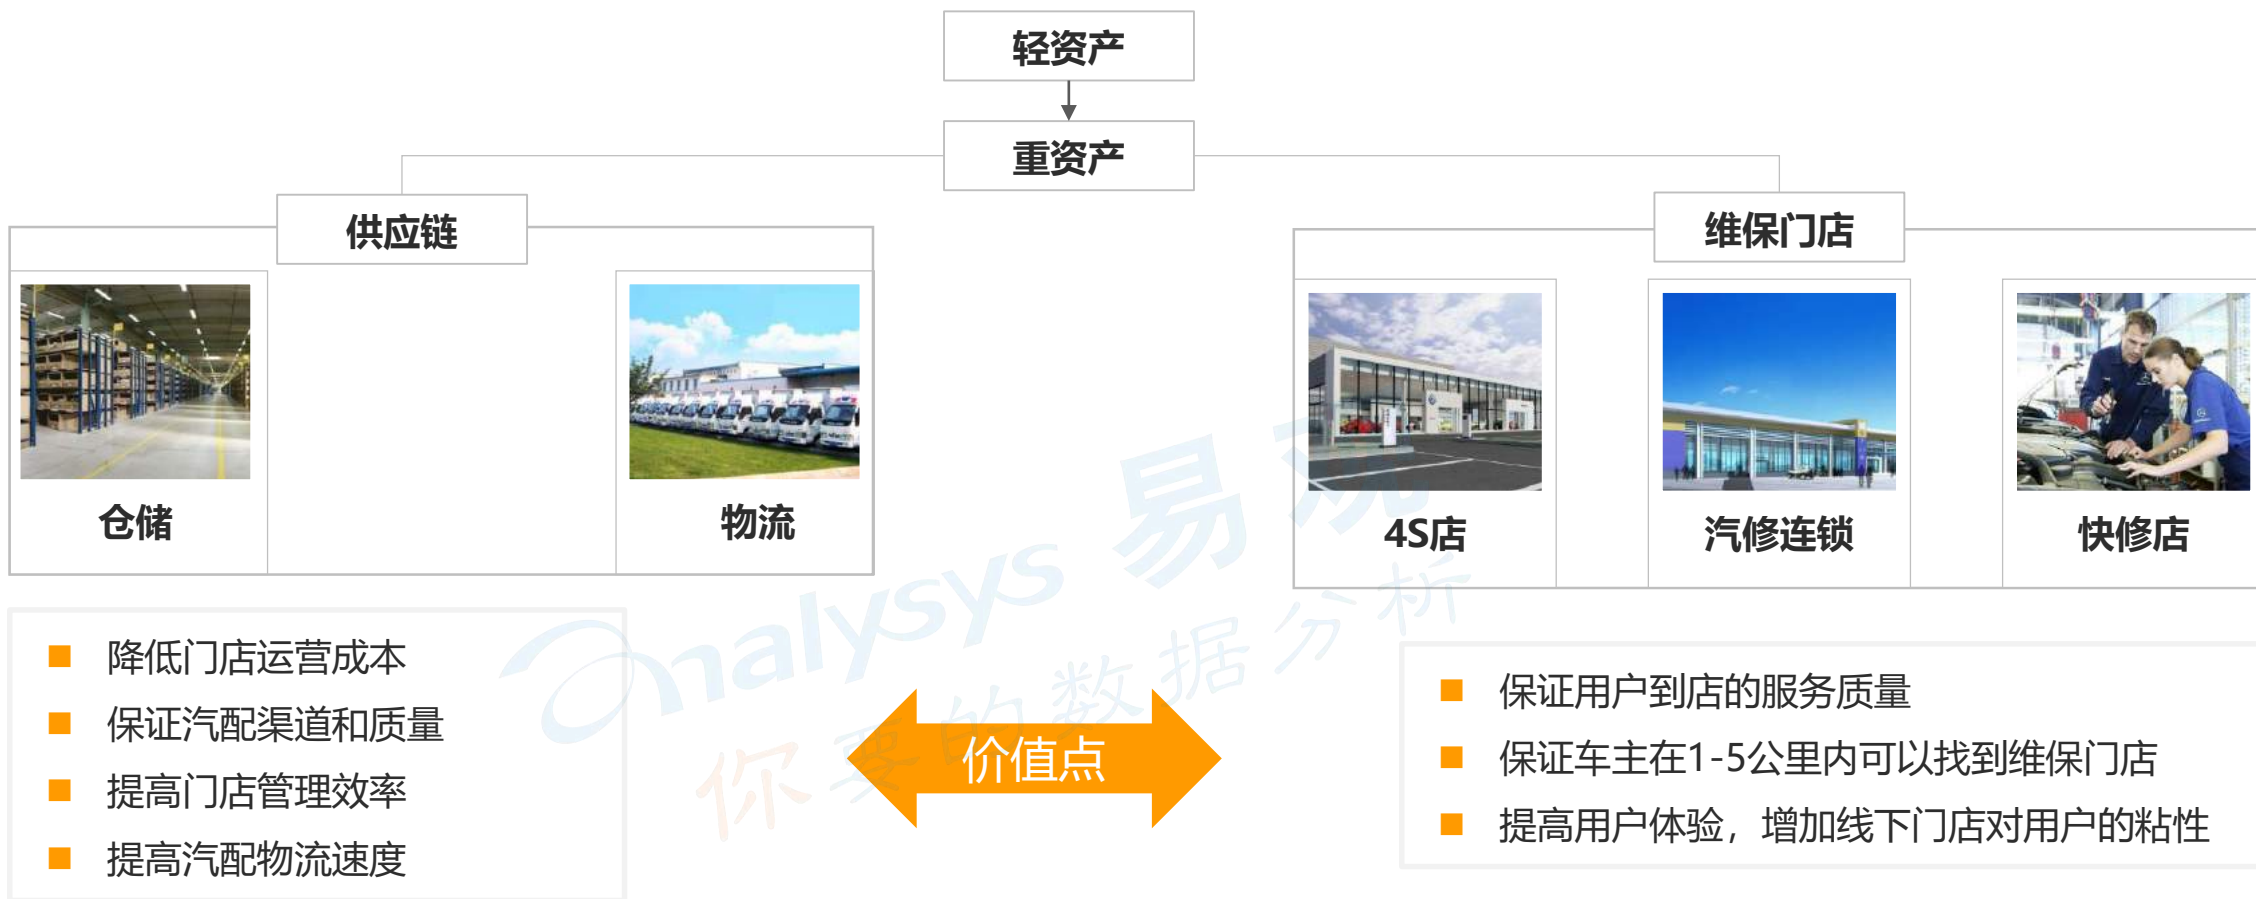 轻资产
重资产
供应链
维保门店
仓储
物流
4S店
汽修连锁
快修店
降低门店运营成本
保证汽配渠道和质量
提高门店管理效率
提高汽配物流速度
价值点
保证用户到店的服务质量
保证车主在1-5公里内可以找到维保门店
提高用户体验，增加线下门店对用户的粘性
analysys 易观
你要的数据分析